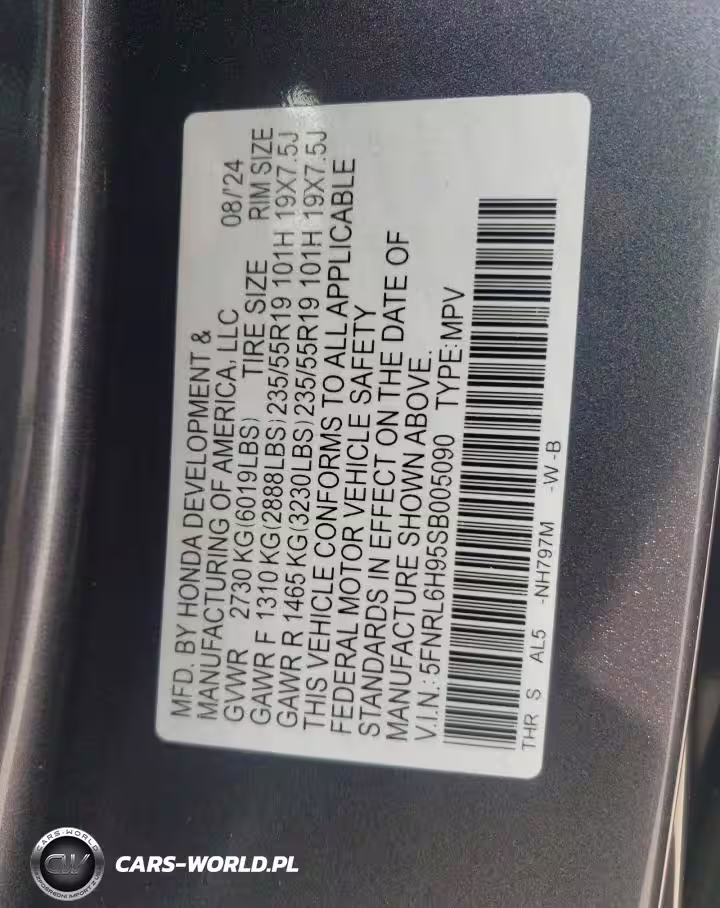 MFD. BY HONDA DEVELOPMENT &
MANUFACTURING OF AMERICA, LLC 08/'24
GVWR 2730 KG(6019LBS) TIRE SIZE RIM SIZE
GAWR F 1310 KG(2888LBS)235/55R19 101H 19X7.5J
GAWR R 1465 KG(3230LBS)235/55R19 101H 19X7.5J
THIS VEHICLE CONFORMS TO ALL APPLICABLE
FEDERAL MOTOR VEHICLE SAFETY
STANDARDS IN EFFECT ON THE DATE OF
MANUFACTURE SHOWN ABOVE.
V.I.N.: 5FNRL6H95SB005090 TYPE: MPV
THR S AL5 -NH797M -W -B
CARS-WORLD
CW
CARS-WORLD.PL